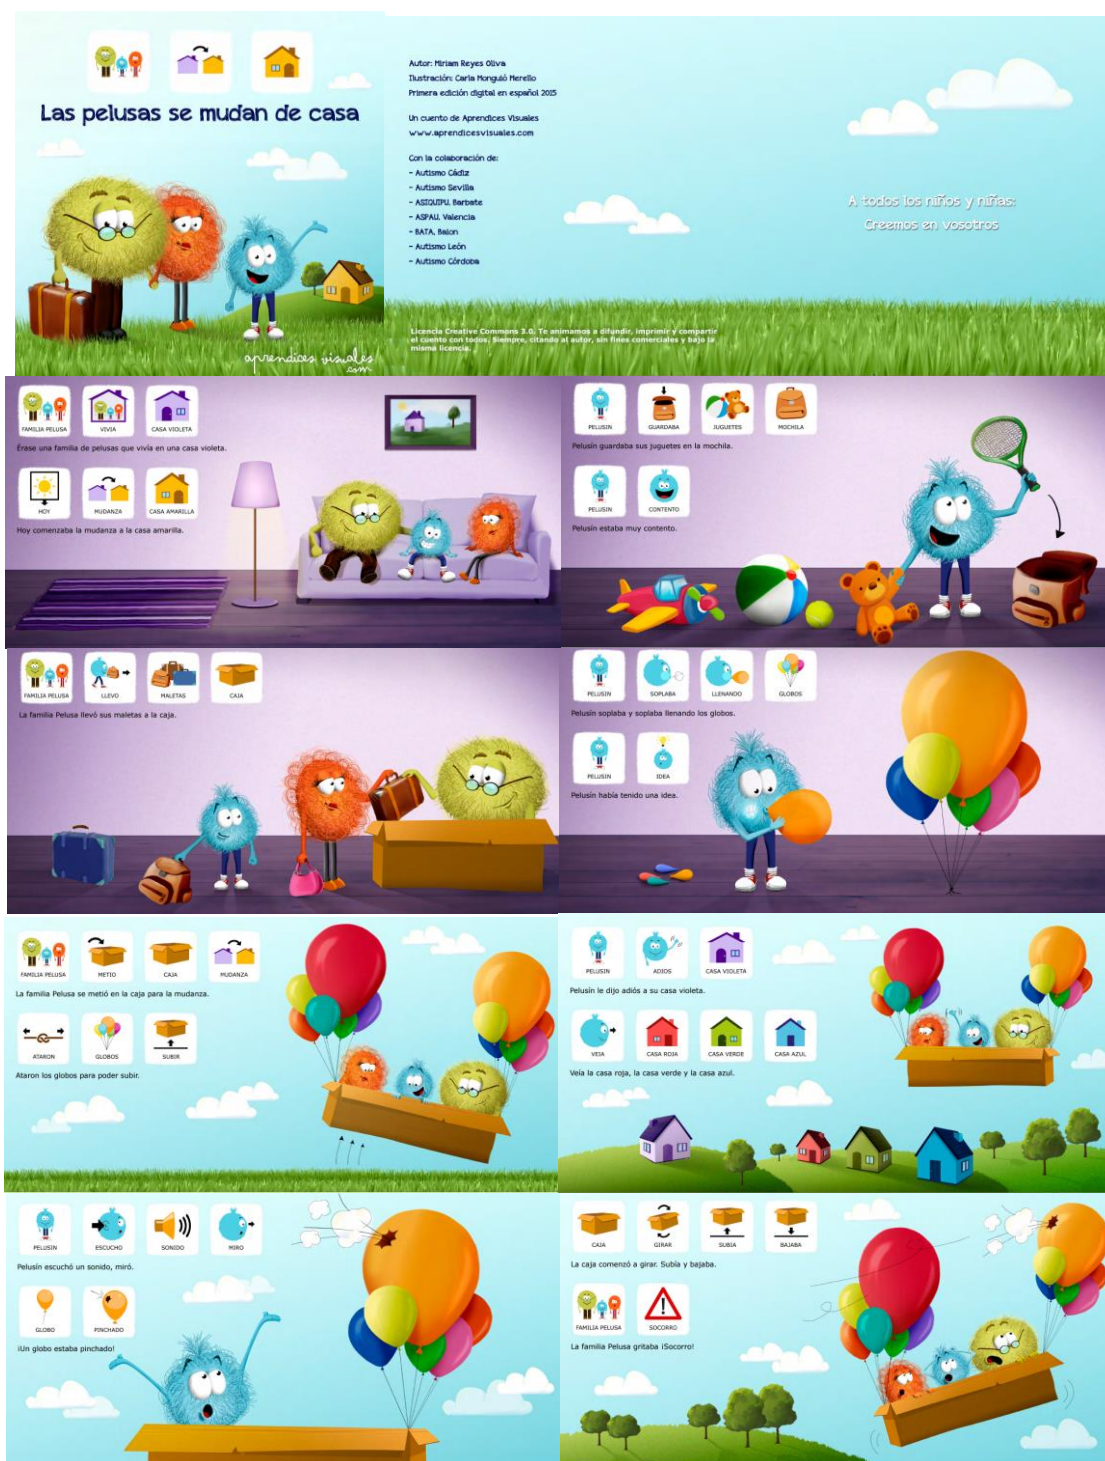 Las pelusas se mudan de casa
aprendices visuales
.com
Autor: Miriam Reyes Oliva
Ilustración: Carla Monguió Merello
Primera edición digital en español 2015
Un cuento de Aprendices Visuales
www.aprendicesvisuales.com
Con la colaboración de:
- Autismo Cádiz
- Autismo Sevilla
- ASIQUIPU, Barbate
- ASPAU, Valencia
- BATA, Baion
- Autismo León
- Autismo Córdoba
Licencia Creative Commons 3.0. Te animamos a difundir, imprimir y compartir
el cuento con todos. Siempre, citando al autor, sin fines comerciales y bajo la
misma licencia.
A todos los niños y niñas:
Creemos en vosotros
FAMILIA PELUSA VIVIA CASA VIOLETA
Érase una familia de pelusas que vivía en una casa violeta.
HOY MUDANZA CASA AMARILLA
Hoy comenzaba la mudanza a la casa amarilla.
PELUSIN GUARDABA JUGUETES MOCHILA
Pelusín guardaba sus juguetes en la mochila.
PELUSIN CONTENTO
Pelusín estaba muy contento.
FAMILIA PELUSA LLEVO MALETAS CAJA
La familia Pelusa llevó sus maletas a la caja.
PELUSIN SOPLABA LLENANDO GLOBOS
Pelusín soplaba y soplaba llenando los globos.
PELUSIN IDEA
Pelusín había tenido una idea.
FAMILIA PELUSA METIO CAJA MUDANZA
La familia Pelusa se metió en la caja para la mudanza.
ATARON GLOBOS SUBIR
Ataron los globos para poder subir.
PELUSIN ADIOS CASA VIOLETA
Pelusín le dijo adiós a su casa violeta.
VEIA CASA ROJA CASA VERDE CASA AZUL
Veía la casa roja, la casa verde y la casa azul.
PELUSIN ESCUCHO SONIDO MIRO
Pelusín escuchó un sonido, miró.
GLOBO PINCHADO
¡Un globo estaba pinchado!
CAJA GIRAR SUBIA BAJABA
La caja comenzó a girar. Subía y bajaba.
FAMILIA PELUSA SOCORRO
La familia Pelusa gritaba ¡Socorro!